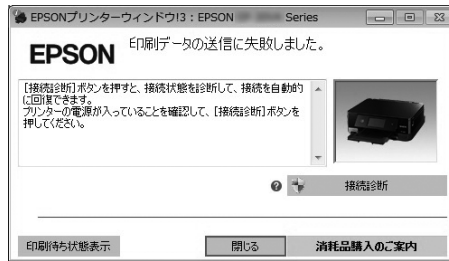 EPSONプリンターウィンドウ!3 : EPSON Series
EPSON
印刷データの送信に失敗しました。
[接続診断]ボタンを押すと、接続状態を診断して、接続を自動的
に回復できます。
プリンターの電源が入っていることを確認して、[接続診断]ボタンを
押してください。
接続診断
印刷待ち状態表示
閉じる
消耗品購入のご案内